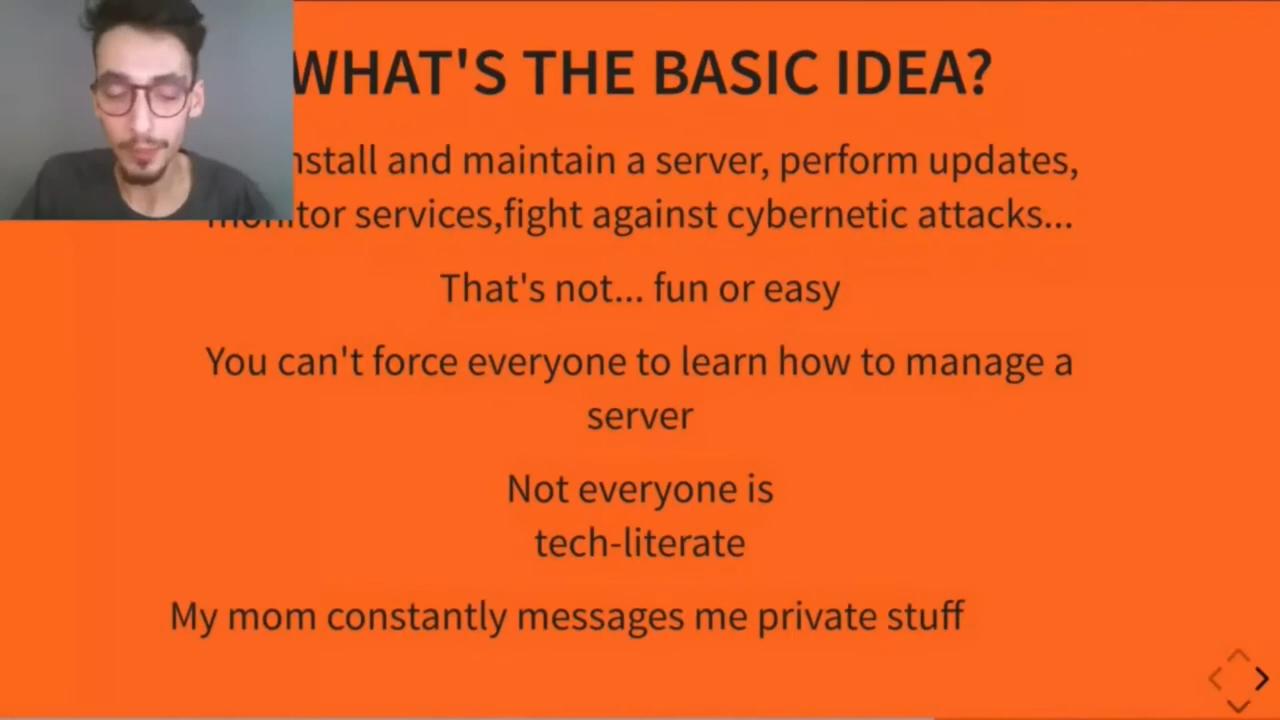 WHAT'S THE BASIC IDEA?
install and maintain a server, perform updates,
monitor services,fight against cybernetic attacks...
That's not... fun or easy
You can't force everyone to learn how to manage a
server
Not everyone is
tech-literate
My mom constantly messages me private stuff